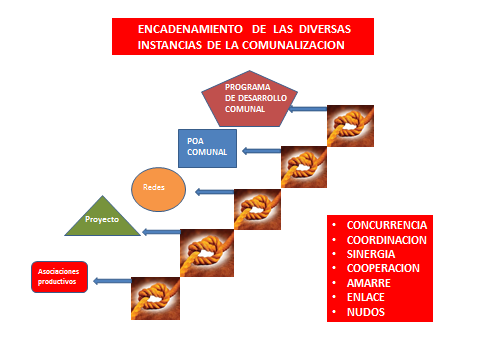 ENCADENAMIENTO DE LAS DIVERSAS
INSTANCIAS DE LA COMUNALIZACION
PROGRAMA
DE DESARROLLO
COMUNAL
POA
COMUNAL
Redes
Proyecto
Asociaciones
productivos
• CONCURRENCIA
• COORDINACION
• SINERGIA
• COOPERACION
• AMARRE
• ENLACE
• NUDOS